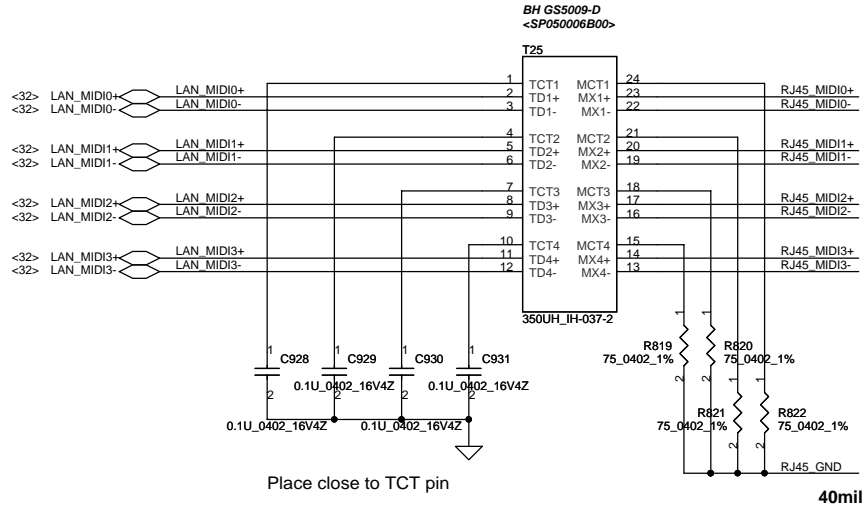 BH GS5009-D
<SP050006B00>
T25
1 TCT1 MCT1 24
<32> LAN_MIDI0+ LAN_MIDI0+ 2 TD1+ MX1+ 23 RJ45_MIDI0+
<32> LAN_MIDI0- LAN_MIDI0- 3 TD1- MX1- 22 RJ45_MIDI0-
4 TCT2 MCT2 21
<32> LAN_MIDI1+ LAN_MIDI1+ 5 TD2+ MX2+ 20 RJ45_MIDI1+
<32> LAN_MIDI1- LAN_MIDI1- 6 TD2- MX2- 19 RJ45_MIDI1-
7 TCT3 MCT3 18
<32> LAN_MIDI2+ LAN_MIDI2+ 8 TD3+ MX3+ 17 RJ45_MIDI2+
<32> LAN_MIDI2- LAN_MIDI2- 9 TD3- MX3- 16 RJ45_MIDI2-
10 TCT4 MCT4 15
<32> LAN_MIDI3+ LAN_MIDI3+ 11 TD4+ MX4+ 14 RJ45_MIDI3+
<32> LAN_MIDI3- LAN_MIDI3- 12 TD4- MX4- 13 RJ45_MIDI3-
350UH_IH-037-2
1 1 1 1 1 1
C928 C929 C930 C931 R819 R820
0.1U_0402_16V4Z 0.1U_0402_16V4Z 75_0402_1% 75_0402_1%
2 2 2 2 2 2
1 1
0.1U_0402_16V4Z 0.1U_0402_16V4Z
R821 R822
75_0402_1% 75_0402_1%
2 2
RJ45_GND
Place close to TCT pin
40mil